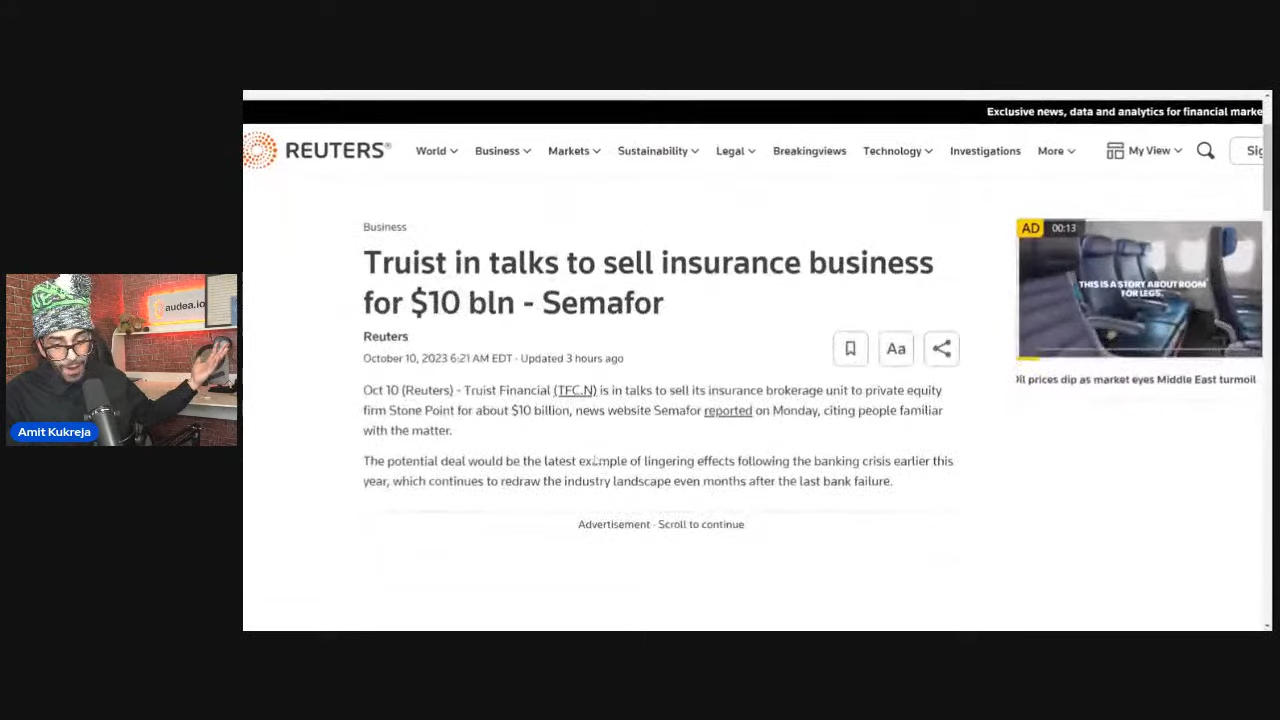 Exclusive news, data and analytics for financial marke
REUTERS®
World Business Markets Sustainability Legal Breakingviews Technology Investigations More My View Sig
Business
Truist in talks to sell insurance business
for $10 bln - Semafor
Reuters
October 10, 2023 6:21 AM EDT · Updated 3 hours ago
Aa
Oct 10 (Reuters) - Truist Financial (TFC.N) is in talks to sell its insurance brokerage unit to private equity
firm Stone Point for about $10 billion, news website Semafor reported on Monday, citing people familiar
with the matter.
The potential deal would be the latest example of lingering effects following the banking crisis earlier this
year, which continues to redraw the industry landscape even months after the last bank failure.
Advertisement · Scroll to continue
AD 00:13
THIS IS A STORY ABOUT ROOM
FOR LEGS.
Oil prices dip as market eyes Middle East turmoil
audea.io
Amit Kukreja